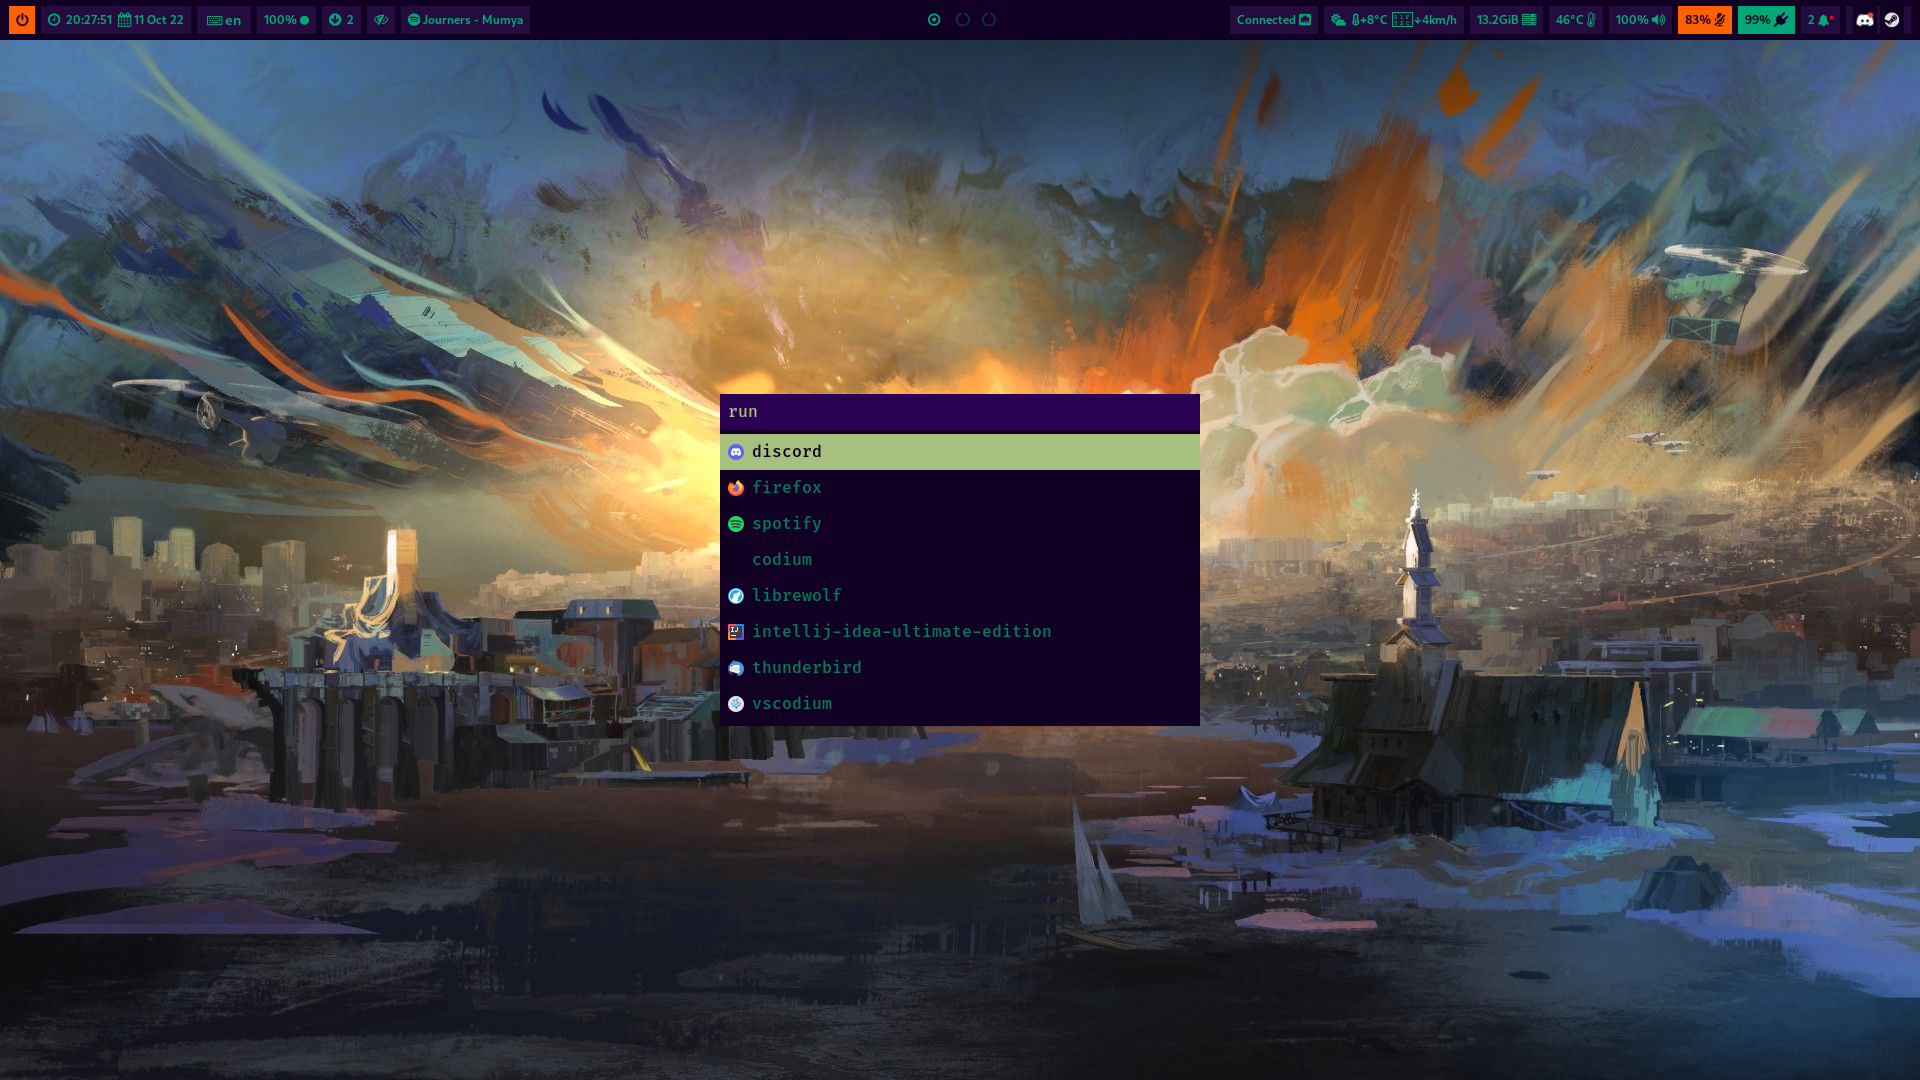 20:27:51 11 Oct 22 en 100% 2 Journers - Mumya Connected +8°C ↓4km/h 13.2GiB 46°C 100% 83% 99% 2
run
discord
firefox
spotify
codium
librewolf
intellij-idea-ultimate-edition
thunderbird
vscodium